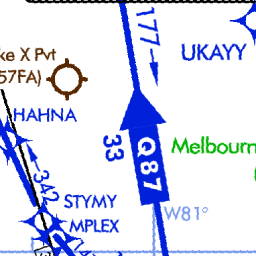 177
UKAYY
ke X Pvt
57FA)
HAHNA
33
Q87
Melbourn
342
STYMY
MPLEX
W81°